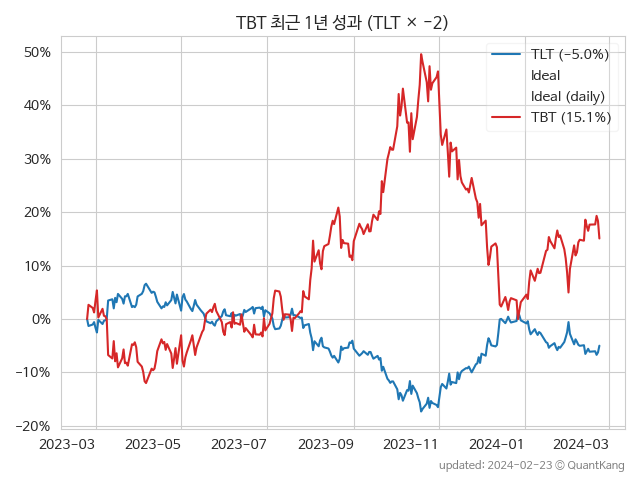 TBT 최근 1년 성과 (TLT × −2)
50%
40%
30%
20%
10%
0%
−10%
−20%
TLT (−5.0%)
Ideal
Ideal (daily)
TBT (15.1%)
2023-03
2023-05
2023-07
2023-09
2023-11
2024-01
2024-03
updated: 2024-02-23 © QuantKang